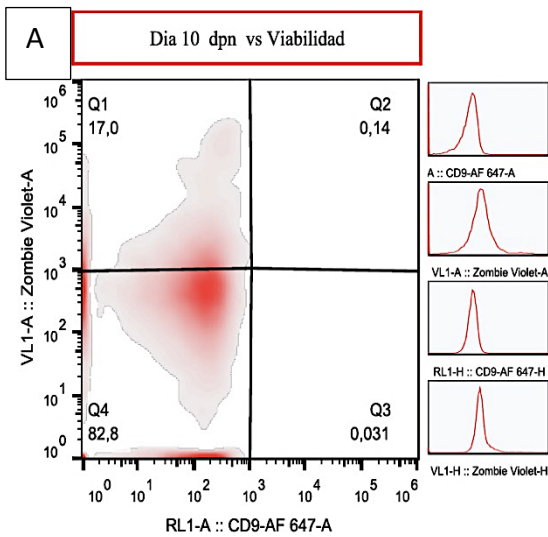 A
Dia 10 dpn vs Viabilidad
Q1
17,0
Q2
0,14
Q4
82,8
Q3
0,031
10^6
10^5
10^4
10^3
10^2
10^1
10^0
VL1-A :: Zombie Violet-A
10^0 10^1 10^2 10^3 10^4 10^5 10^6
RL1-A :: CD9-AF 647-A
A :: CD9-AF 647-A
VL1-A :: Zombie Violet-A
RL1-H :: CD9-AF 647-H
VL1-H :: Zombie Violet-H